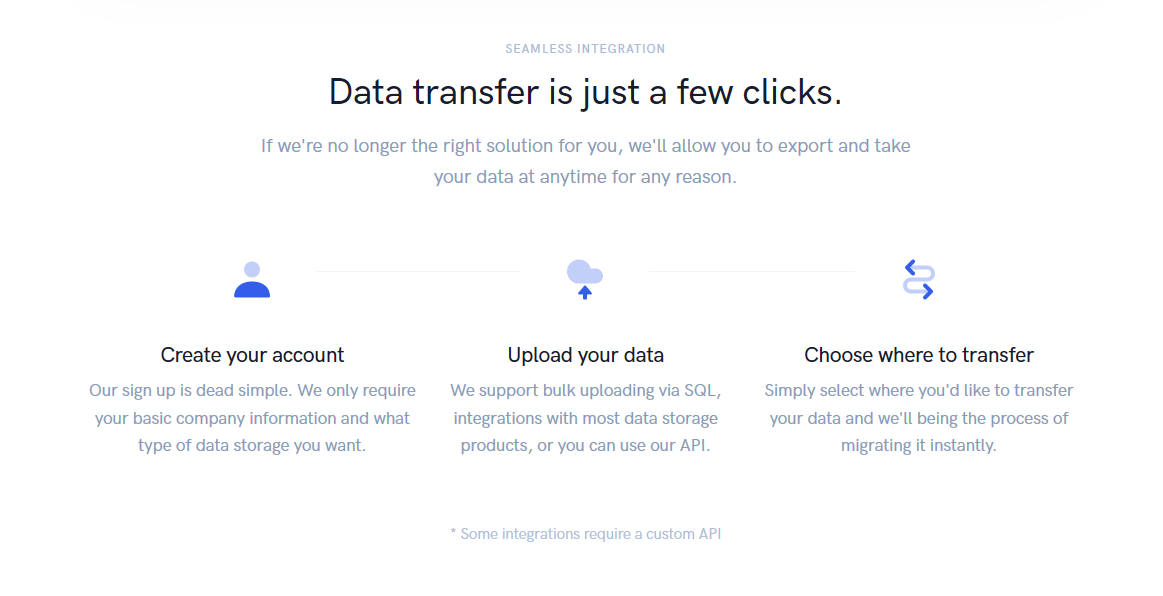 SEAMLESS INTEGRATION
Data transfer is just a few clicks.
If we're no longer the right solution for you, we'll allow you to export and take
your data at anytime for any reason.
Create your account
Our sign up is dead simple. We only require
your basic company information and what
type of data storage you want.
Upload your data
We support bulk uploading via SQL,
integrations with most data storage
products, or you can use our API.
Choose where to transfer
Simply select where you'd like to transfer
your data and we'll being the process of
migrating it instantly.
* Some integrations require a custom API